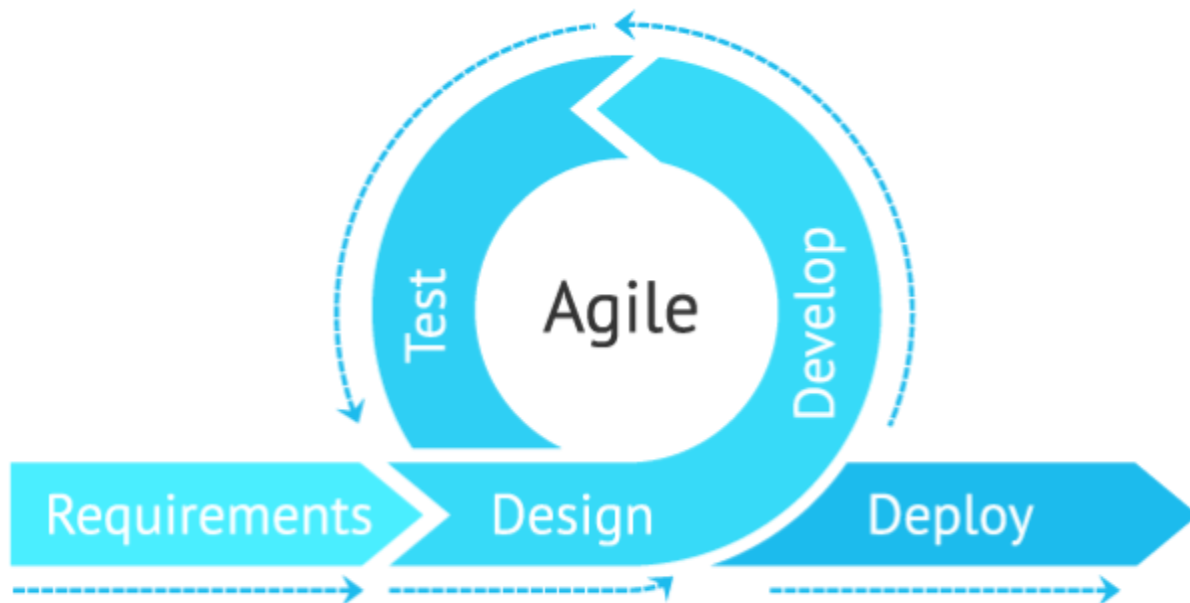 Test
Agile
Develop
Requirements
Design
Deploy